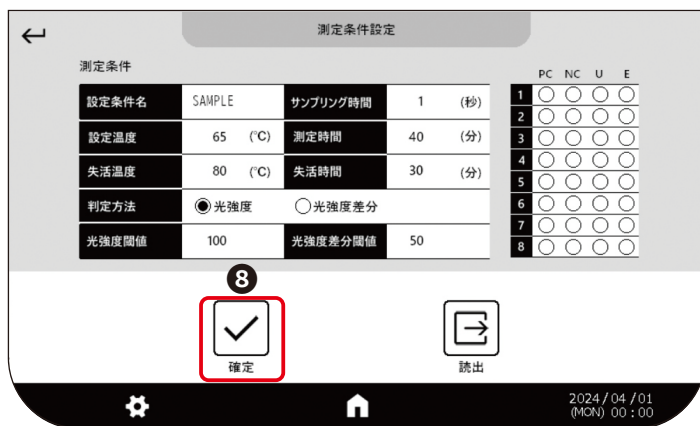 測定条件設定
測定条件
PC NC U E
設定条件名 SAMPLE サンプリング時間 1 (秒)
設定温度 65 (°C) 測定時間 40 (分)
失活温度 80 (°C) 失活時間 30 (分)
判定方法 光強度 光強度差分
光強度閾値 100 光強度差分閾値 50
1
2
3
4
5
6
7
8
8
確定 読出
2024/04/01
(MON) 00:00